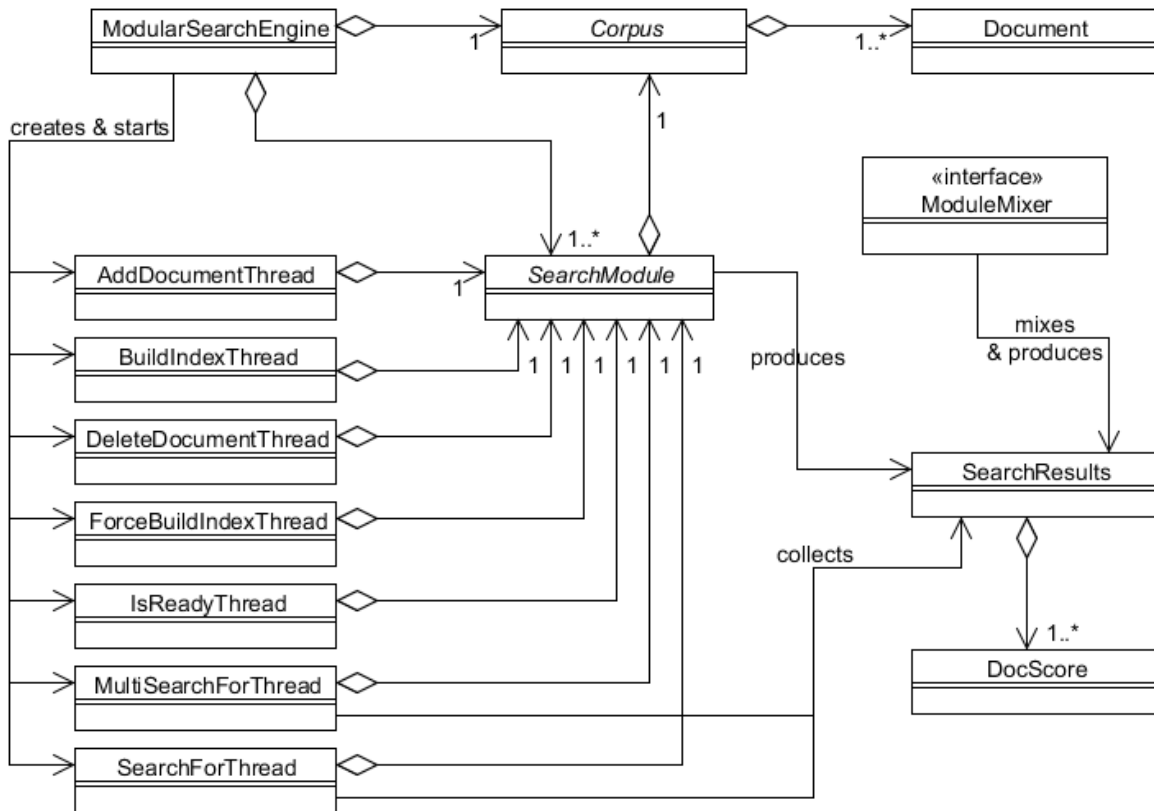 ModularSearchEngine
1
Corpus
1..*
Document
creates & starts
1
«interface»
ModuleMixer
1..*
AddDocumentThread
1
SearchModule
mixes
& produces
BuildIndexThread
1
1
1
1
1
1
produces
DeleteDocumentThread
SearchResults
ForceBuildIndexThread
collects
IsReadyThread
1..*
DocScore
MultiSearchForThread
SearchForThread